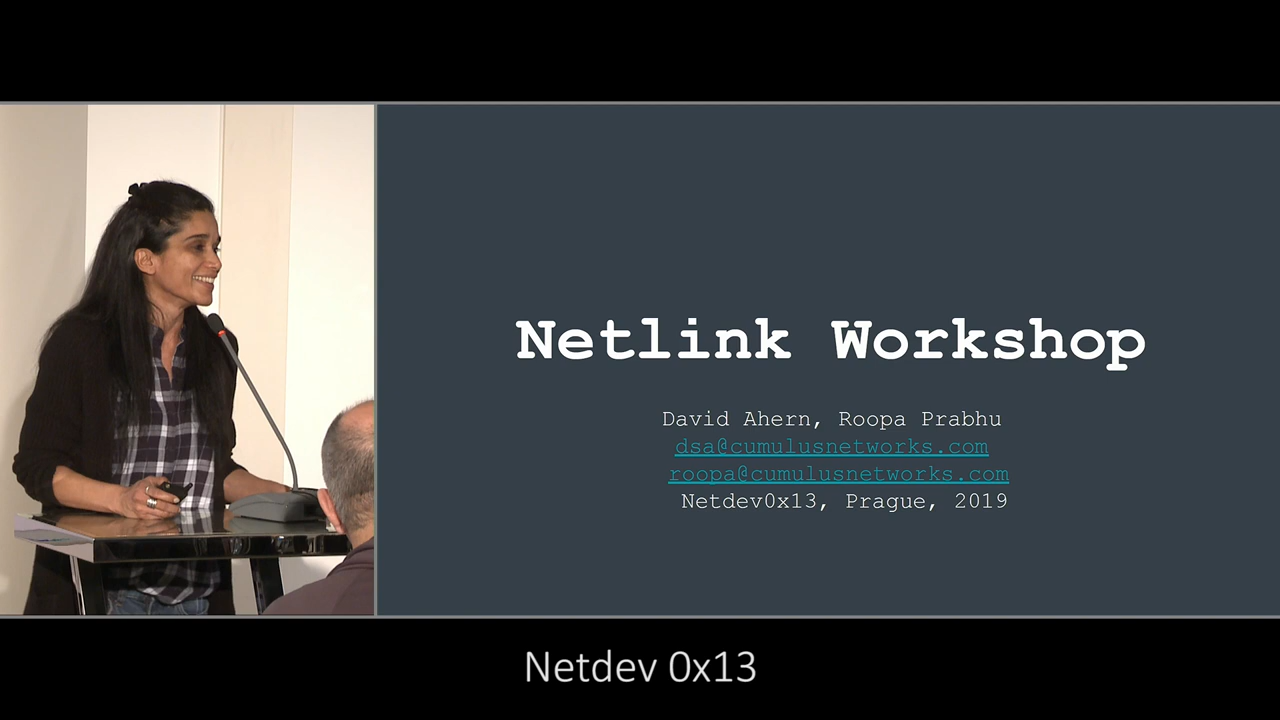 Netlink Workshop
David Ahern, Roopa Prabhu
dsa@cumulusnetworks.com
roopa@cumulusnetworks.com
Netdev0x13, Prague, 2019
Netdev 0x13